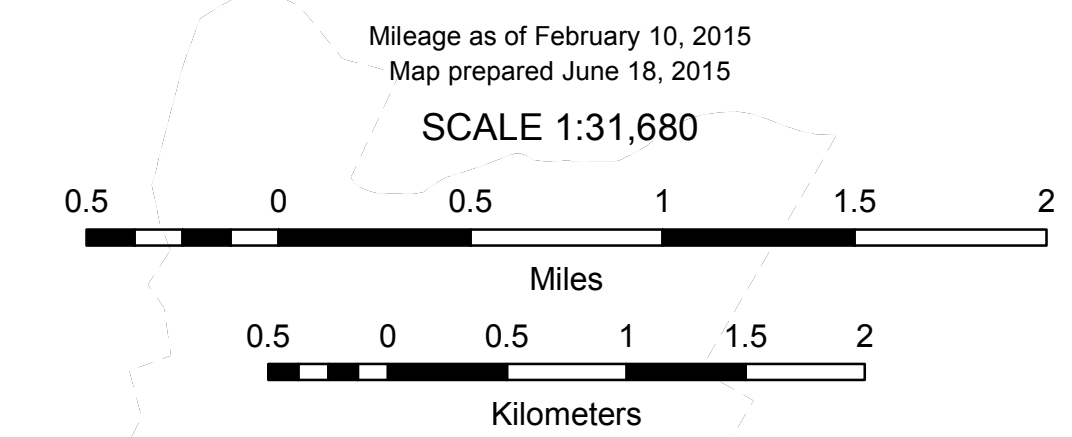 Mileage as of February 10, 2015
Map prepared June 18, 2015
SCALE 1:31,680
0.5 0 0.5 1 1.5 2
Miles
0.5 0 0.5 1 1.5 2
Kilometers